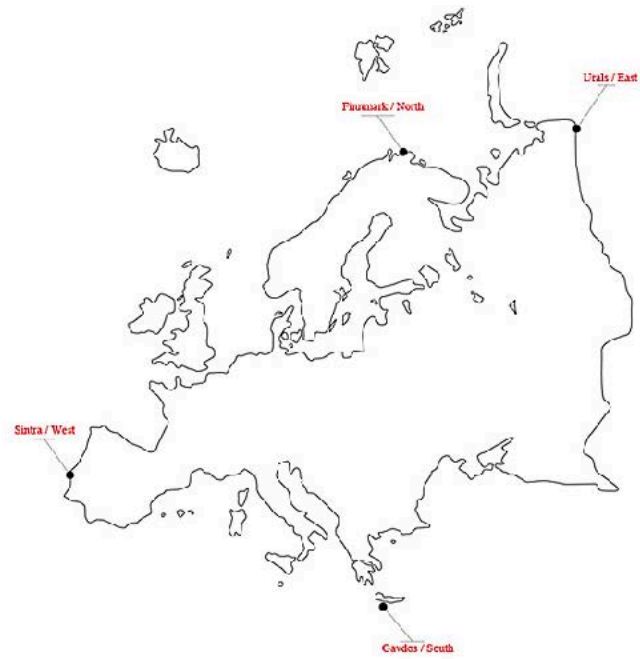 Urals / East
Finnmark / North
Sintra / West
Gavdos / South